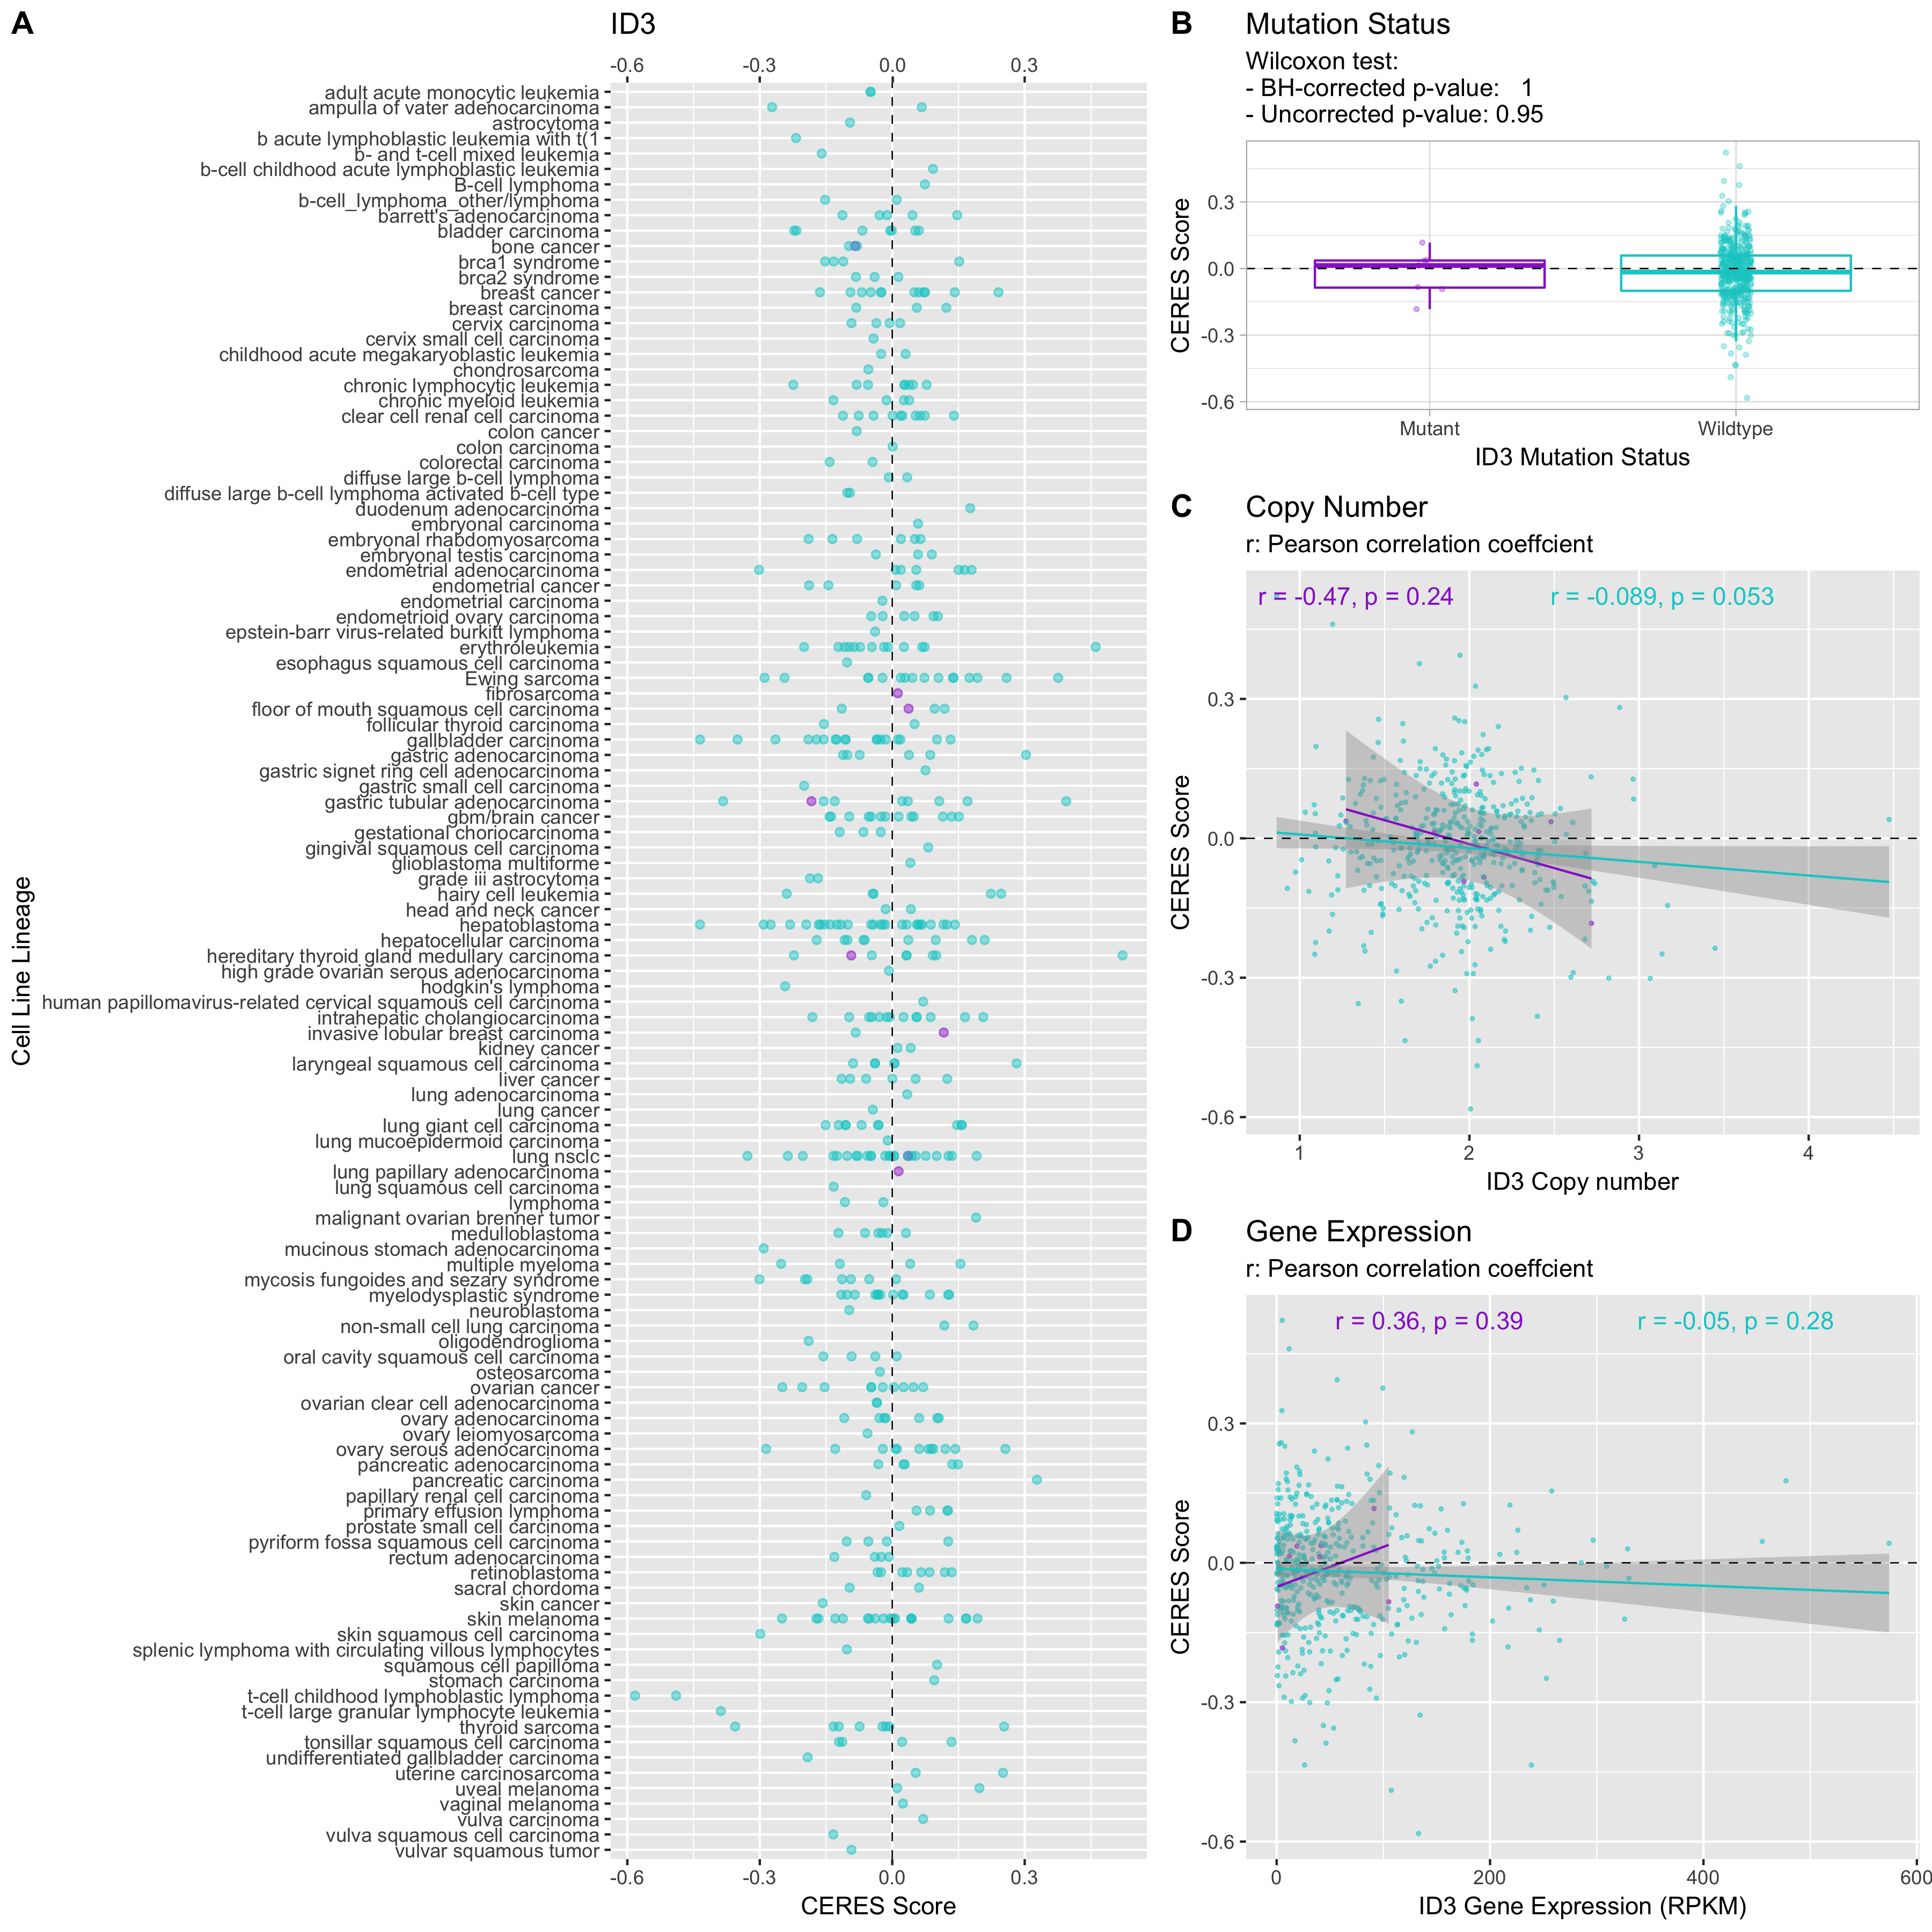 A
ID3
-0.6 -0.3 0.0 0.3
adult acute monocytic leukemia
ampulla of vater adenocarcinoma
astrocytoma
b acute lymphoblastic leukemia with t(1
b- and t-cell mixed leukemia
b-cell childhood acute lymphoblastic leukemia
B-cell lymphoma
b-cell_lymphoma_other/lymphoma
barrett's adenocarcinoma
bladder carcinoma
bone cancer
brca1 syndrome
brca2 syndrome
breast cancer
breast carcinoma
cervix carcinoma
cervix small cell carcinoma
childhood acute megakaryoblastic leukemia
chondrosarcoma
chronic lymphocytic leukemia
chronic myeloid leukemia
clear cell renal cell carcinoma
colon cancer
colon carcinoma
colorectal carcinoma
diffuse large b-cell lymphoma
diffuse large b-cell lymphoma activated b-cell type
duodenum adenocarcinoma
embryonal carcinoma
embryonal rhabdomyosarcoma
embryonal testis carcinoma
endometrial adenocarcinoma
endometrial cancer
endometrial carcinoma
endometrioid ovary carcinoma
epstein-barr virus-related burkitt lymphoma
erythroleukemia
esophagus squamous cell carcinoma
Ewing sarcoma
fibrosarcoma
floor of mouth squamous cell carcinoma
follicular thyroid carcinoma
gallbladder carcinoma
gastric adenocarcinoma
gastric signet ring cell adenocarcinoma
gastric small cell carcinoma
gastric tubular adenocarcinoma
gbm/brain cancer
gestational choriocarcinoma
gingival squamous cell carcinoma
glioblastoma multiforme
grade iii astrocytoma
hairy cell leukemia
head and neck cancer
hepatoblastoma
hepatocellular carcinoma
hereditary thyroid gland medullary carcinoma
high grade ovarian serous adenocarcinoma
hodgkin's lymphoma
human papillomavirus-related cervical squamous cell carcinoma
intrahepatic cholangiocarcinoma
invasive lobular breast carcinoma
kidney cancer
laryngeal squamous cell carcinoma
liver cancer
lung adenocarcinoma
lung cancer
lung giant cell carcinoma
lung mucoepidermoid carcinoma
lung nsclc
lung papillary adenocarcinoma
lung squamous cell carcinoma
lymphoma
malignant ovarian brenner tumor
medulloblastoma
mucinous stomach adenocarcinoma
multiple myeloma
mycosis fungoides and sezary syndrome
myelodysplastic syndrome
neuroblastoma
non-small cell lung carcinoma
oligodendroglioma
oral cavity squamous cell carcinoma
osteosarcoma
ovarian cancer
ovarian clear cell adenocarcinoma
ovary adenocarcinoma
ovary leiomyosarcoma
ovary serous adenocarcinoma
pancreatic adenocarcinoma
pancreatic carcinoma
papillary renal cell carcinoma
primary effusion lymphoma
prostate small cell carcinoma
pyriform fossa squamous cell carcinoma
rectum adenocarcinoma
retinoblastoma
sacral chordoma
skin cancer
skin melanoma
skin squamous cell carcinoma
splenic lymphoma with circulating villous lymphocytes
squamous cell papilloma
stomach carcinoma
t-cell childhood lymphoblastic lymphoma
t-cell large granular lymphocyte leukemia
thyroid sarcoma
tonsillar squamous cell carcinoma
undifferentiated gallbladder carcinoma
uterine carcinosarcoma
uveal melanoma
vaginal melanoma
vulva carcinoma
vulva squamous cell carcinoma
vulvar squamous tumor
-0.6 -0.3 0.0 0.3
CERES Score
Cell Line Lineage
B
Mutation Status
Wilcoxon test:
- BH-corrected p-value: 1
- Uncorrected p-value: 0.95
0.3
0.0
-0.3
-0.6
CERES Score
Mutant Wildtype
ID3 Mutation Status
C
Copy Number
r: Pearson correlation coeffcient
r = -0.47, p = 0.24 r = -0.089, p = 0.053
0.3
0.0
-0.3
-0.6
CERES Score
1 2 3 4
ID3 Copy number
D
Gene Expression
r: Pearson correlation coeffcient
r = 0.36, p = 0.39 r = -0.05, p = 0.28
0.3
0.0
-0.3
-0.6
CERES Score
0 200 400 600
ID3 Gene Expression (RPKM)